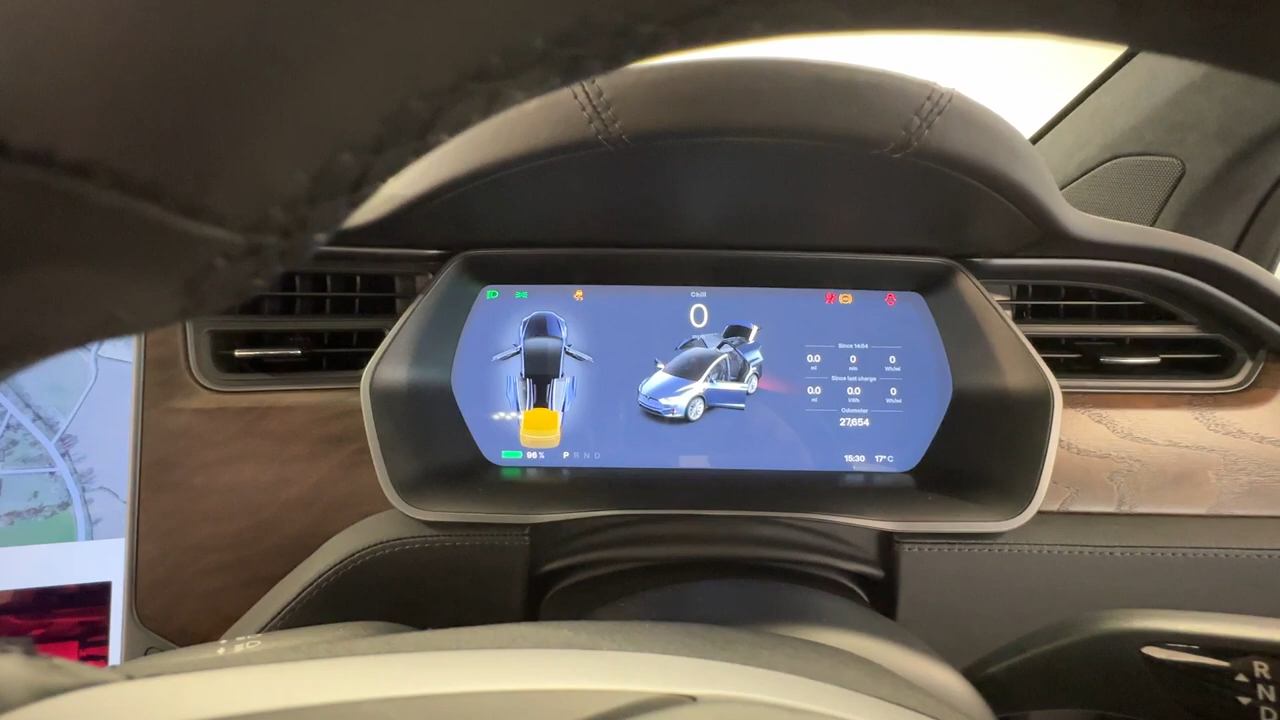 Chill
0
Since 14:54
0.0 0 0
mi min Wh/mi
Since last charge
0.0 0.0 0
mi kWh Wh/mi
Odometer
27,654
96 % P R N D
15:30 17°C
R
N
D